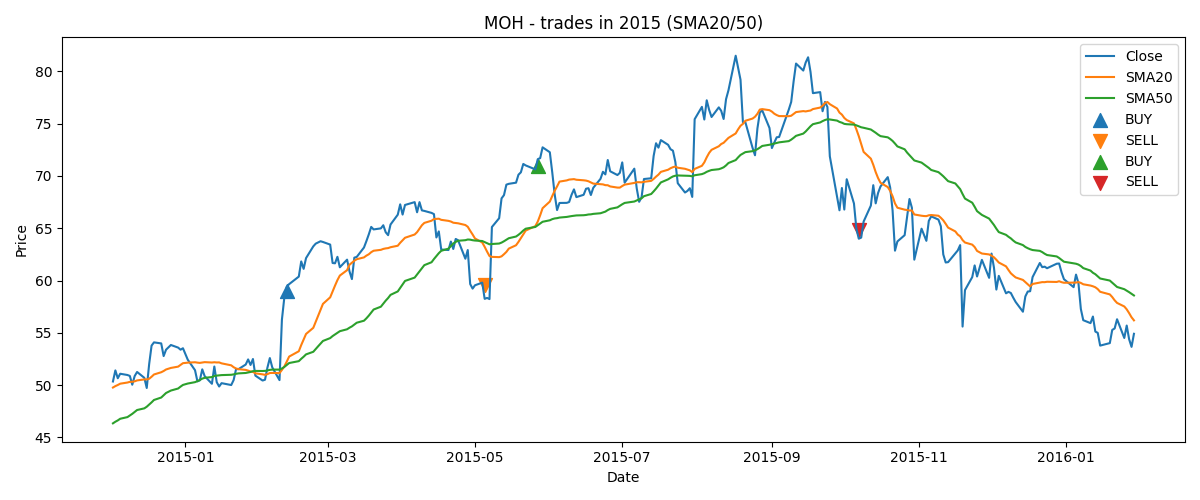 MOH - trades in 2015 (SMA20/50)
Price
80
75
70
65
60
55
50
45
Close
SMA20
SMA50
BUY
SELL
BUY
SELL
2015-01
2015-03
2015-05
2015-07
2015-09
2015-11
2016-01
Date